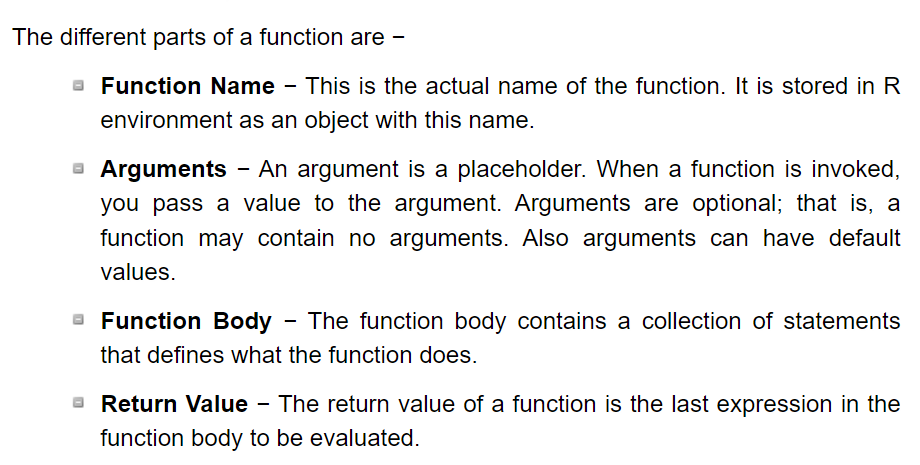 The different parts of a function are −
Function Name − This is the actual name of the function. It is stored in R
environment as an object with this name.
Arguments − An argument is a placeholder. When a function is invoked,
you pass a value to the argument. Arguments are optional; that is, a
function may contain no arguments. Also arguments can have default
values.
Function Body − The function body contains a collection of statements
that defines what the function does.
Return Value − The return value of a function is the last expression in the
function body to be evaluated.